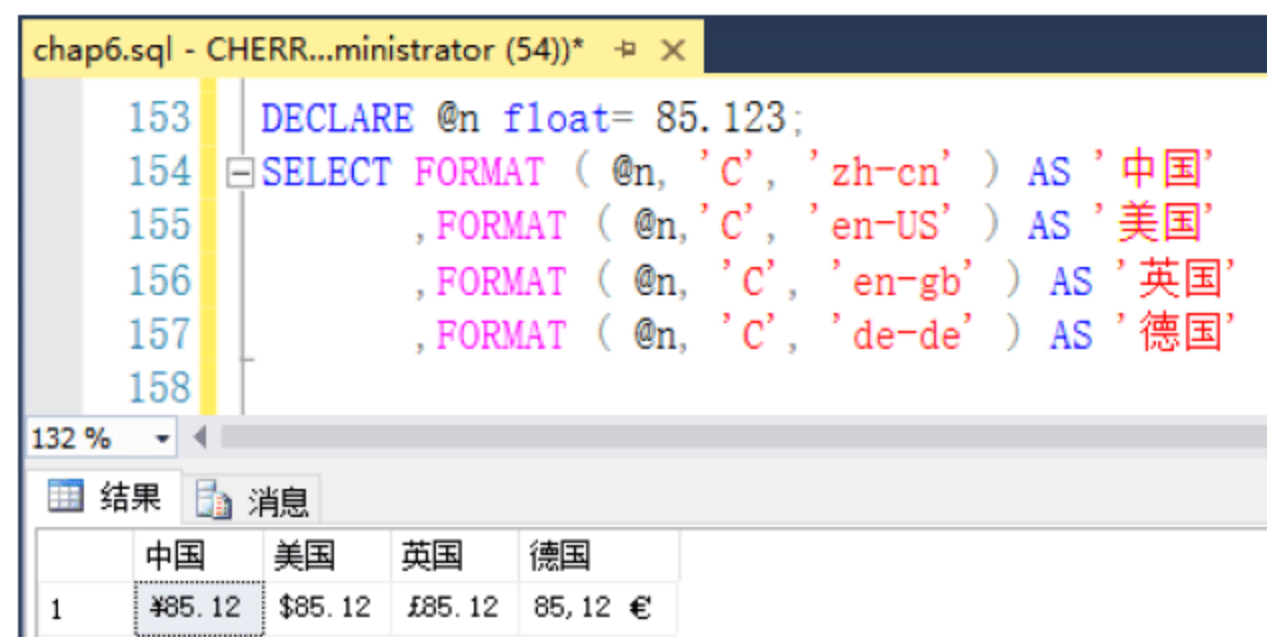 chap6.sql - CHERR...ministrator (54))*
153 DECLARE @n float= 85.123;
154 SELECT FORMAT ( @n, 'C', 'zh-cn' ) AS '中国'
155 ,FORMAT ( @n,'C', 'en-US' ) AS '美国'
156 ,FORMAT ( @n, 'C', 'en-gb' ) AS '英国'
157 ,FORMAT ( @n, 'C', 'de-de' ) AS '德国'
158
132 %
结果 消息
中国 美国 英国 德国
1 ¥85.12 $85.12 £85.12 85,12 €